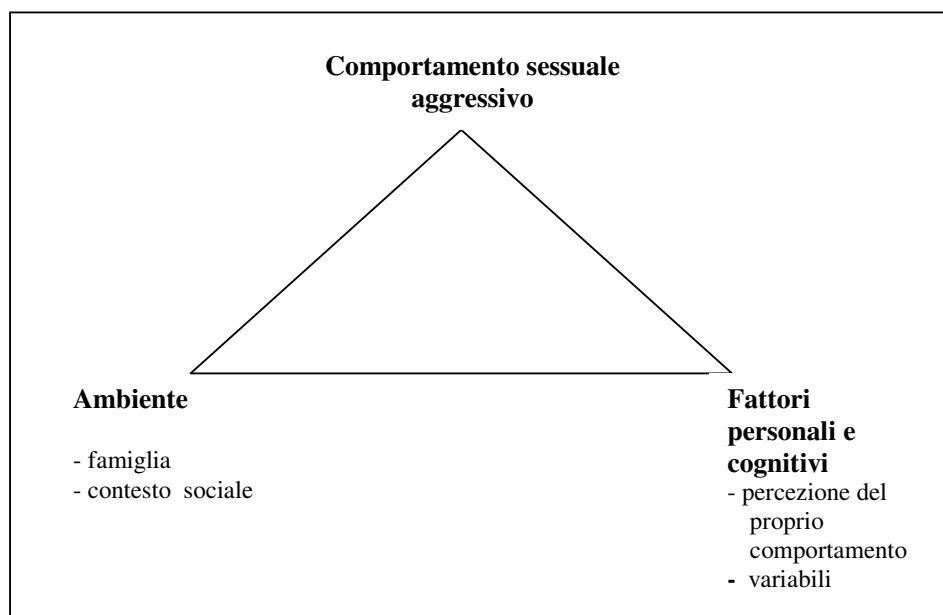 Comportamento sessuale
aggressivo
Ambiente
- famiglia
- contesto sociale
Fattori
personali e
cognitivi
- percezione del
proprio
comportamento
- variabili